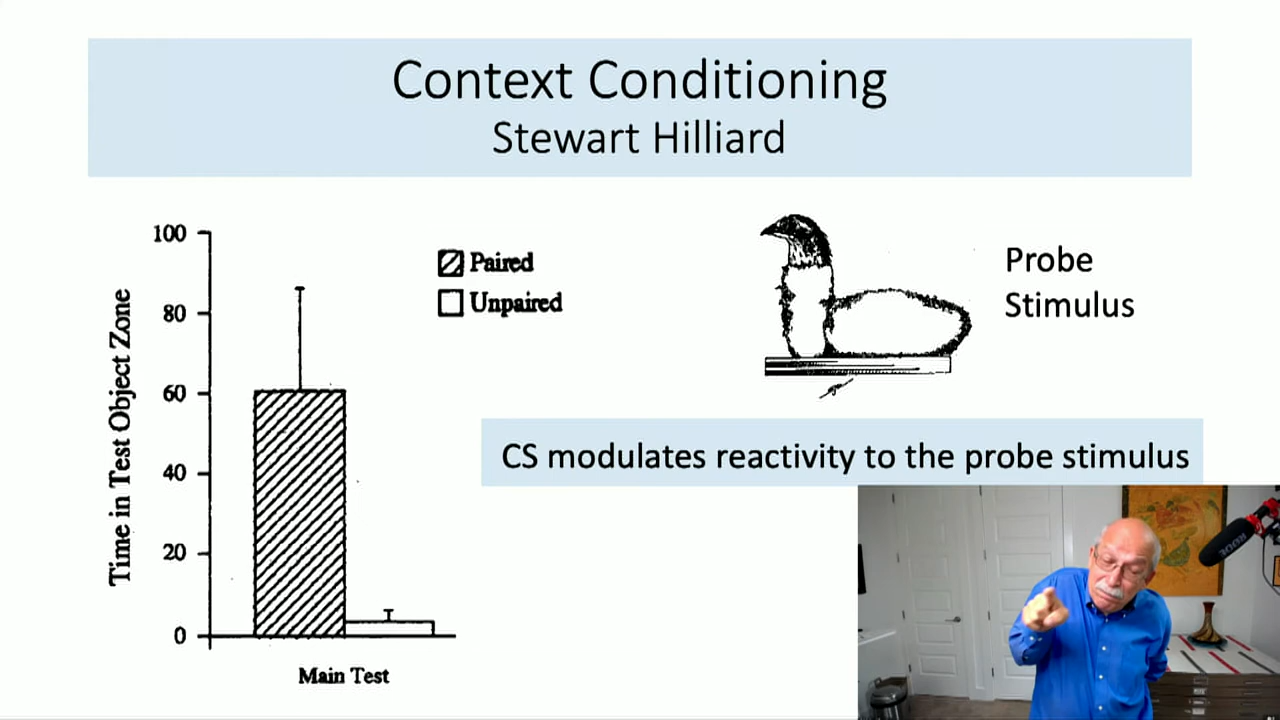 Context Conditioning
Stewart Hilliard
100
80
60
40
20
0
Time in Test Object Zone
Paired
Unpaired
Main Test
Probe
Stimulus
CS modulates reactivity to the probe stimulus
RODE